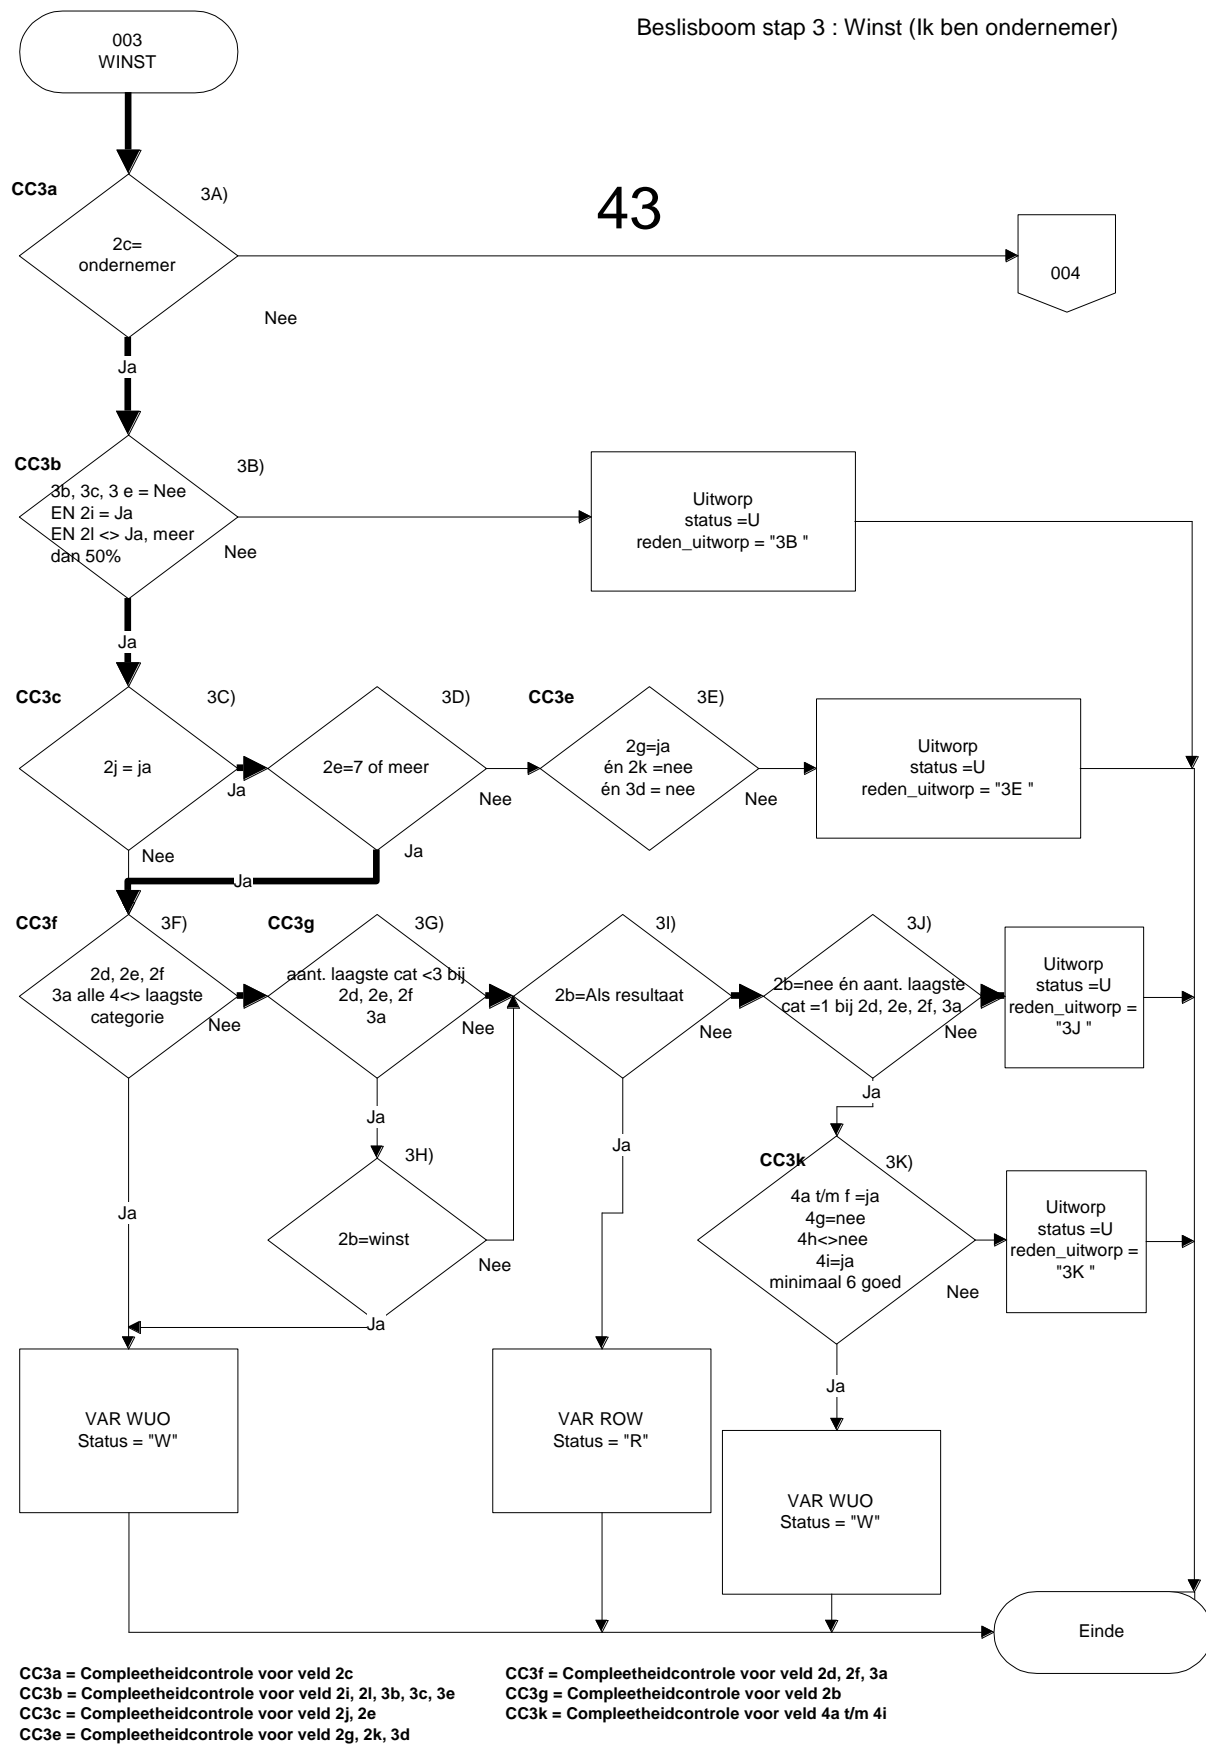 Beslisboom stap 3 : Winst (Ik ben ondernemer)
003
WINST
CC3a
3A)
2c=
ondernemer
43
004
Nee
Ja
CC3b
3B)
3b, 3c, 3 e = Nee
EN 2i = Ja
EN 2l <> Ja, meer
dan 50%
Nee
Uitworp
status =U
reden_uitworp = "3B "
Ja
CC3c
3C)
2j = ja
Ja
Nee
3D)
2e=7 of meer
Nee
Ja
Ja
CC3e
3E)
2g=ja
én 2k =nee
én 3d = nee
Nee
Uitworp
status =U
reden_uitworp = "3E "
CC3f
3F)
2d, 2e, 2f
3a alle 4<> laagste
categorie
Nee
Ja
CC3g
3G)
aant. laagste cat <3 bij
2d, 2e, 2f
3a
Nee
Ja
3H)
2b=winst
Nee
Ja
3I)
2b=Als resultaat
Nee
Ja
3J)
2b=nee én aant. laagste
cat =1 bij 2d, 2e, 2f, 3a
Nee
Ja
Uitworp
status =U
reden_uitworp =
"3J "
CC3k
3K)
4a t/m f =ja
4g=nee
4h<>nee
4i=ja
minimaal 6 goed
Nee
Ja
Uitworp
status =U
reden_uitworp =
"3K "
VAR WUO
Status = "W"
VAR ROW
Status = "R"
VAR WUO
Status = "W"
Einde
CC3a = Compleetheidcontrole voor veld 2c
CC3b = Compleetheidcontrole voor veld 2i, 2l, 3b, 3c, 3e
CC3c = Compleetheidcontrole voor veld 2j, 2e
CC3e = Compleetheidcontrole voor veld 2g, 2k, 3d
CC3f = Compleetheidcontrole voor veld 2d, 2f, 3a
CC3g = Compleetheidcontrole voor veld 2b
CC3k = Compleetheidcontrole voor veld 4a t/m 4i